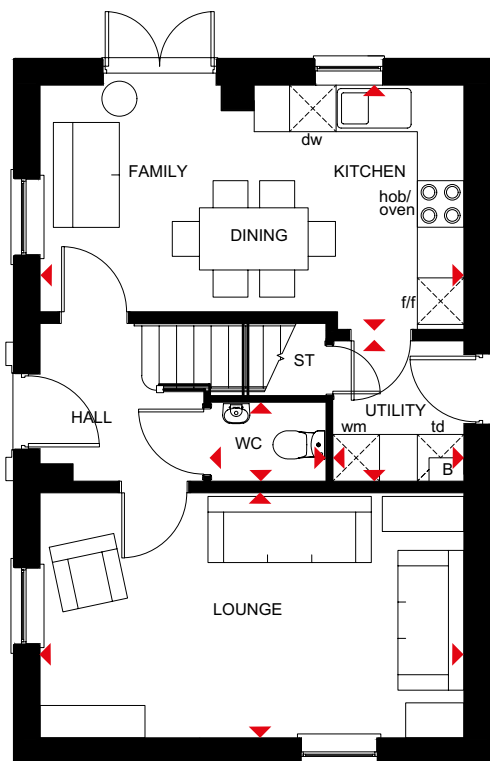 dw
FAMILY
KITCHEN
hob/
oven
DINING
f/f
ST
HALL
UTILITY
WC
wm
td
B
LOUNGE